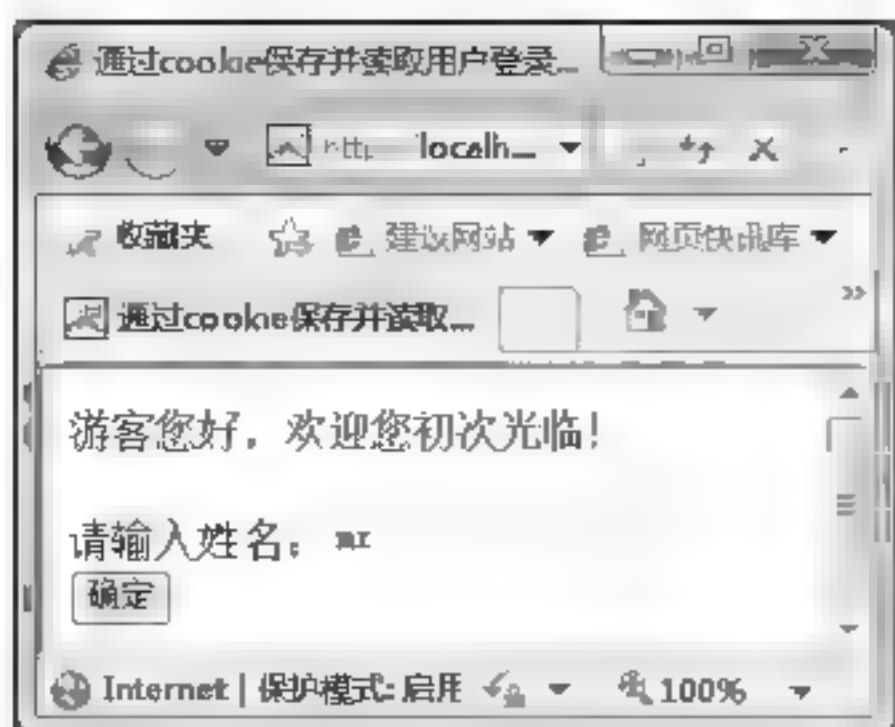 通过cookie保存并读取用户登录...
localh...
收藏夹 建议网站 网页快讯库
通过cookie保存并读取...
游客您好，欢迎您初次光临！
请输入姓名：mr
确定
Internet | 保护模式: 启用 100%